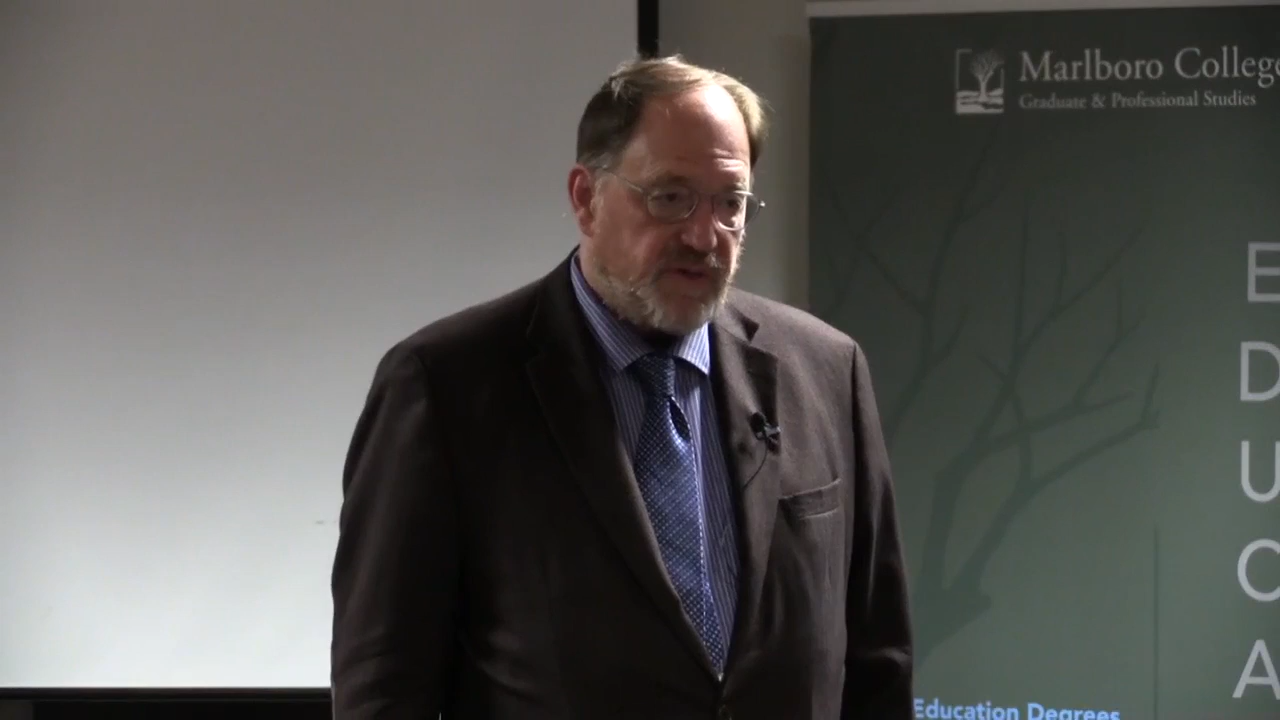 Marlboro College
Graduate & Professional Studies
E
D
U
C
A
Education Degrees